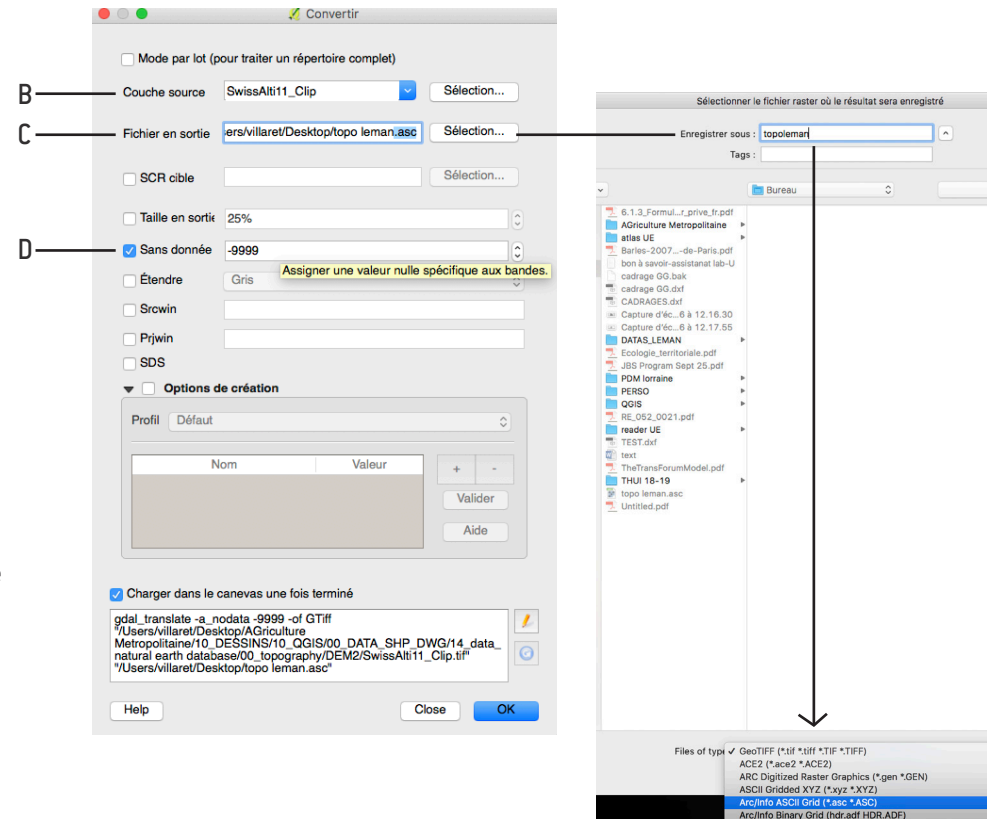 Convertir
Mode par lot (pour traiter un répertoire complet)
B
Couche source
SwissAlti11_Clip
Sélection...
C
Fichier en sortie
ers/villaret/Desktop/topo leman.asc
Sélection...
SCR cible
Sélection...
Taille en sortie
25%
D
Sans donnée
-9999
Assigner une valeur nulle spécifique aux bandes.
Étendre
Gris
Srcwin
Prjwin
SDS
Options de création
Profil
Défaut
Nom
Valeur
+
-
Valider
Aide
Charger dans le canevas une fois terminé
gdal_translate -a_nodata -9999 -of GTiff
"/Users/villaret/Desktop/AGriculture
Metropolitaine/10_DESSINS/10_QGIS/00_DATA_SHP_DWG/14_data_
natural earth database/00_topography/DEM2/SwissAlti11_Clip.tif"
"/Users/villaret/Desktop/topo leman.asc"
Help
Close
OK
Sélectionner le fichier raster où le résultat sera enregistré
Enregistrer sous :
topoleman
Tags :
Bureau
6.1.3_Formul...r_prive_fr.pdf
AGriculture Metropolitaine
atlas UE
Barles-2007...-de-Paris.pdf
bon à savoir-assistanat lab-U
cadrage GG.bak
cadrage GG.dxf
CADRAGES.dxf
Capture d'éc...6 à 12.16.30
Capture d'éc...6 à 12.17.55
DATAS_LEMAN
Ecologie_territoriale.pdf
JBS Program Sept 25.pdf
PDM lorraine
PERSO
QGIS
RE_052_0021.pdf
reader UE
TEST.dxf
text
TheTransForumModel.pdf
THUI 18-19
topo leman.asc
Untitled.pdf
Files of type
GeoTIFF (*.tif *.tiff *.TIF *.TIFF)
ACE2 (*.ace2 *.ACE2)
ARC Digitized Raster Graphics (*.gen *.GEN)
ASCII Gridded XYZ (*.xyz *.XYZ)
Arc/Info ASCII Grid (*.asc *.ASC)
Arc/Info Binary Grid (hdr.adf HDR.ADF)